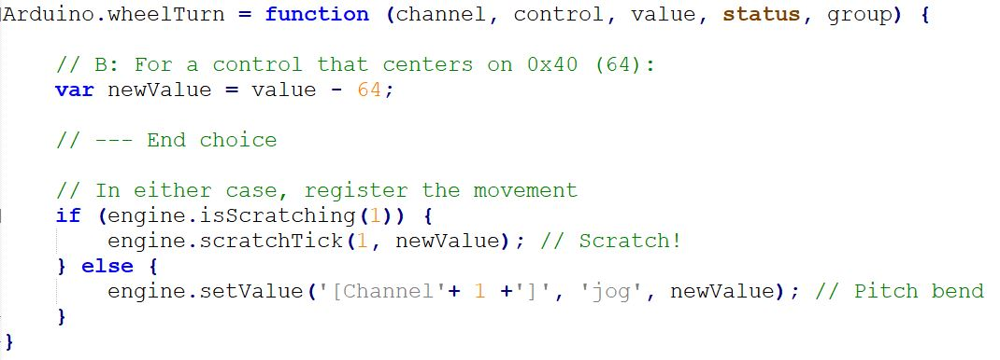 Arduino.wheelTurn = function (channel, control, value, status, group) {
// B: For a control that centers on 0x40 (64):
var newValue = value - 64;
// --- End choice
// In either case, register the movement
if (engine.isScratching(1)) {
engine.scratchTick(1, newValue); // Scratch!
} else {
engine.setValue('[Channel'+ 1 +']', 'jog', newValue); // Pitch bend
}
}